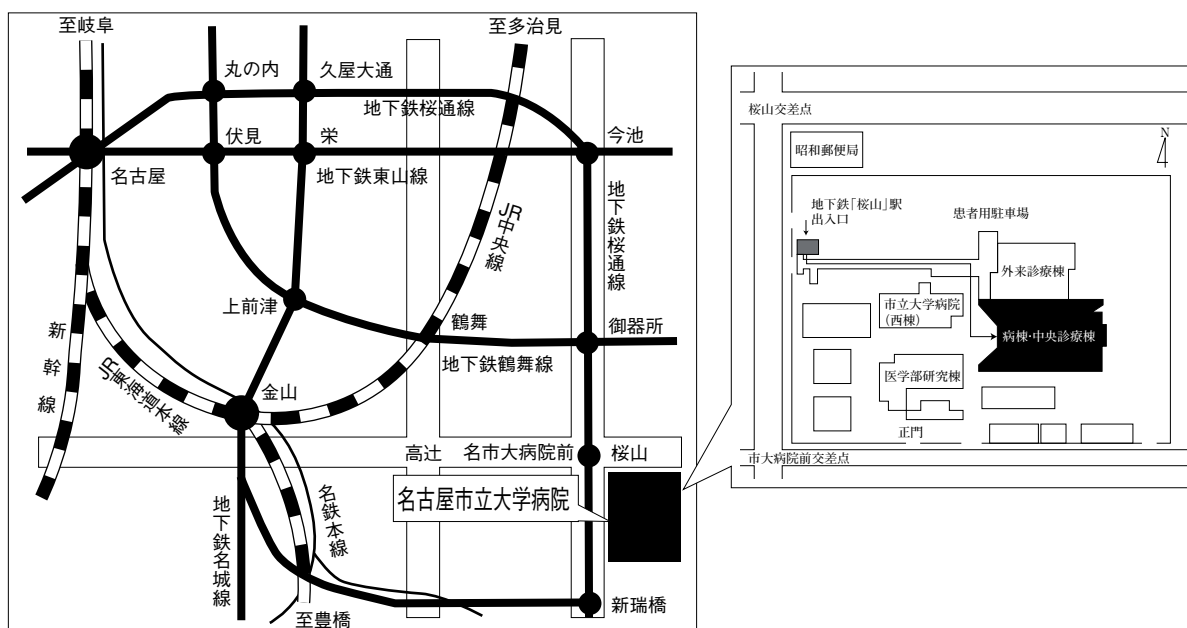 至岐阜
至多治見
丸の内
久屋大通
地下鉄桜通線
伏見
栄
今池
名古屋
地下鉄東山線
地下鉄桜通線
JR中央線
上前津
鶴舞
御器所
地下鉄鶴舞線
新幹線
JR東海道本線
金山
高辻
名市大病院前
桜山
名古屋市立大学病院
地下鉄名城線
名鉄本線
新瑞橋
至豊橋
桜山交差点
昭和郵便局
N
地下鉄「桜山」駅
出入口
患者用駐車場
外来診療棟
市立大学病院
(西棟)
病棟・中央診療棟
医学部研究棟
正門
市大病院前交差点